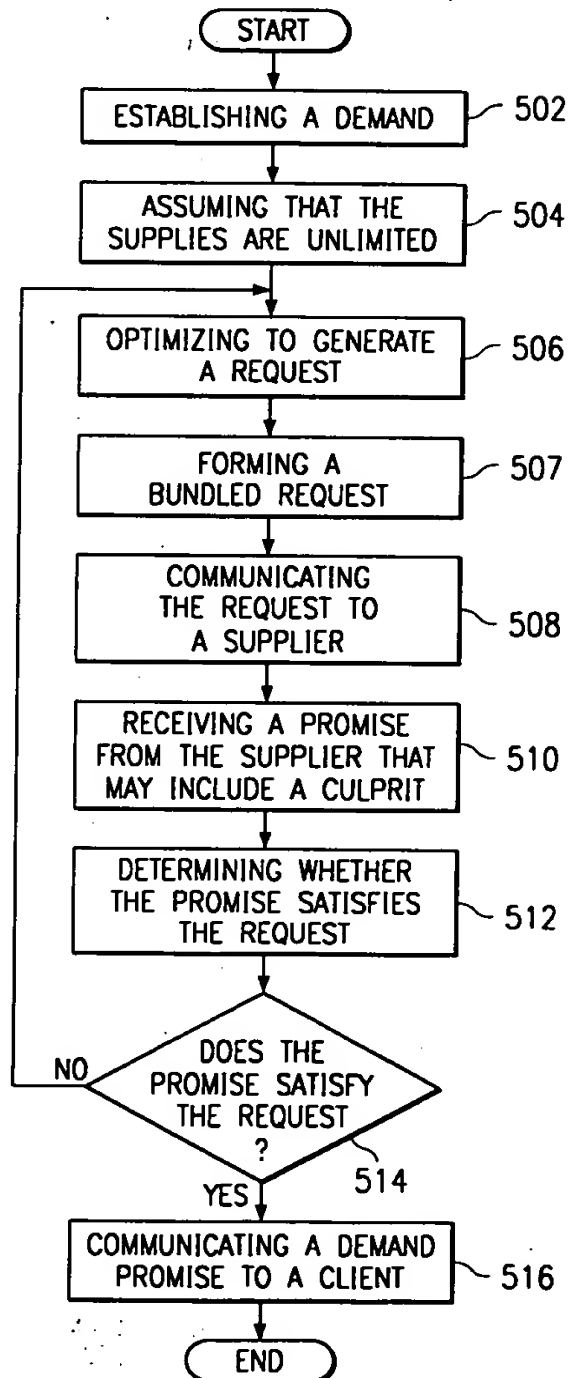 START
ESTABLISHING A DEMAND
502
ASSUMING THAT THE
SUPPLIES ARE UNLIMITED
504
OPTIMIZING TO GENERATE
A REQUEST
506
FORMING A
BUNDLED REQUEST
507
COMMUNICATING
THE REQUEST TO
A SUPPLIER
508
RECEIVING A PROMISE
FROM THE SUPPLIER THAT
MAY INCLUDE A CULPRIT
510
DETERMINING WHETHER
THE PROMISE SATISFIES
THE REQUEST
512
NO
DOES THE
PROMISE SATISFY
THE REQUEST
?
514
YES
COMMUNICATING A DEMAND
PROMISE TO A CLIENT
516
END